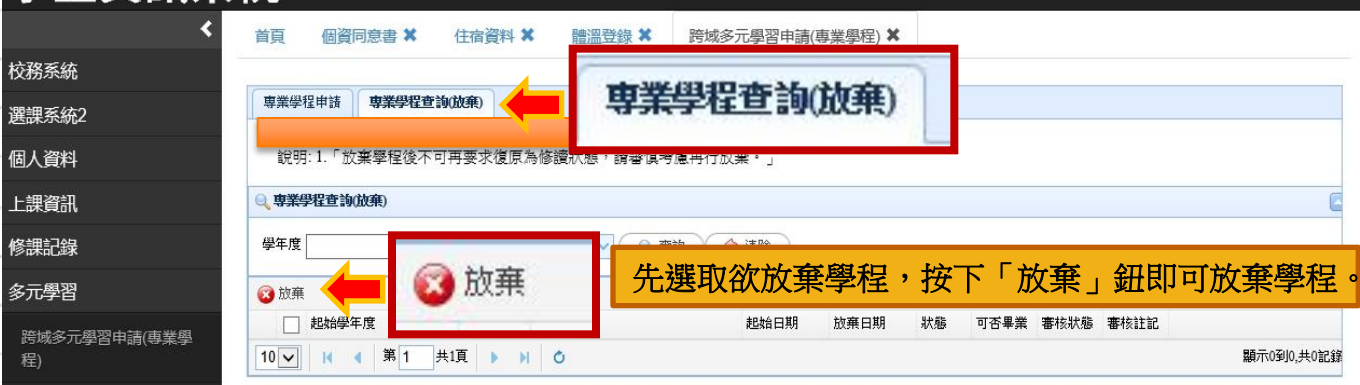 首頁 個資同意書 ✖ 住宿資料 ✖ 體溫登錄 ✖ 跨域多元學習申請(專業學程) ✖
校務系統
選課系統2
個人資料
上課資訊
修課記錄
多元學習
跨域多元學習申請(專業學
程)
專業學程申請 專業學程查詢(放棄)
專業學程查詢(放棄)
說明: 1.「放棄學程後不可再要求復原為修讀狀態,請審慎考慮再行放棄。」
專業學程查詢(放棄)
學年度 查詢 清除
放棄
放棄
先選取欲放棄學程,按下「放棄」鈕即可放棄學程。
起始學年度 起始日期 放棄日期 狀態 可否畢業 審核狀態 審核註記
10 第 1 共1頁 顯示0到0,共0記錄